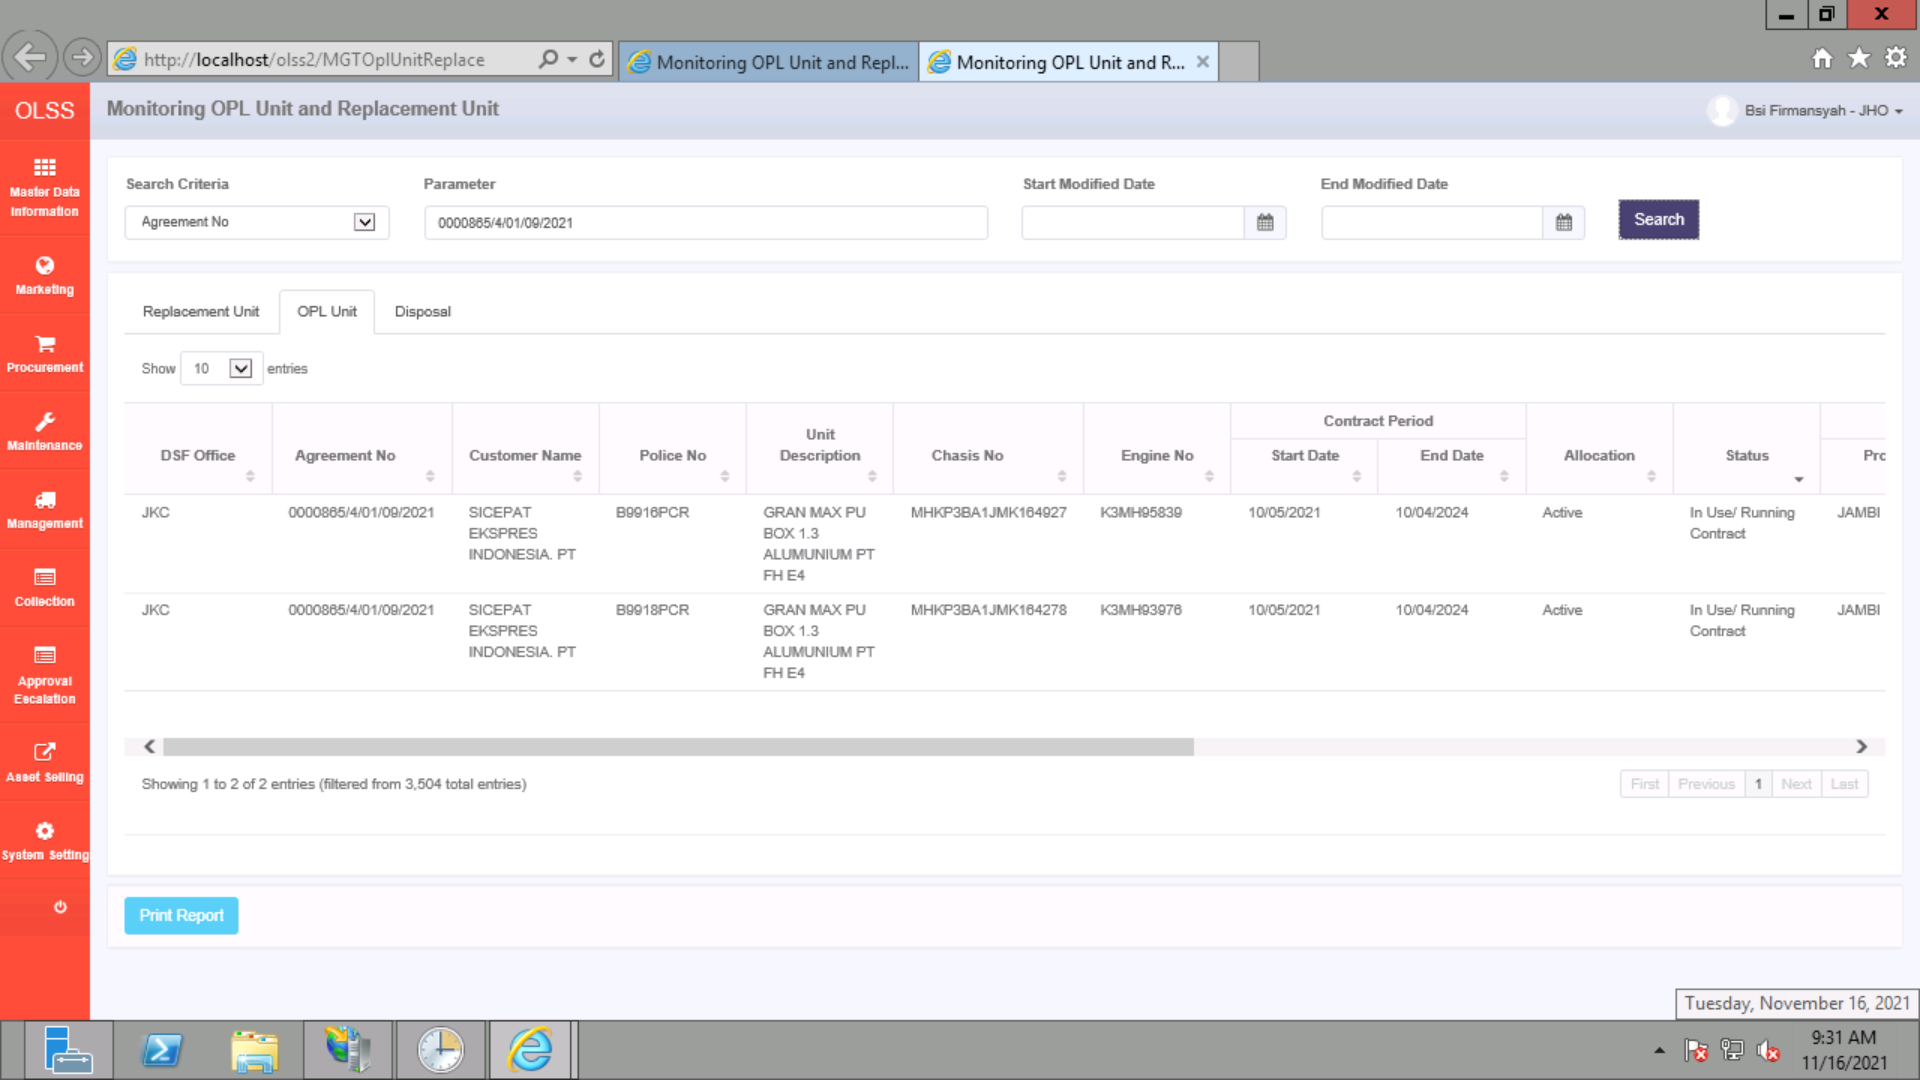 http://localhost/olss2/MGTOplUnitReplace
Monitoring OPL Unit and Repl...
Monitoring OPL Unit and R...
OLSS
Monitoring OPL Unit and Replacement Unit
Bsi Firmansyah - JHO
Master Data
Information
Marketing
Procurement
Maintenance
Management
Collection
Approval
Escalation
Asset Selling
System Setting
Search Criteria
Parameter
Start Modified Date
End Modified Date
Agreement No
0000865/4/01/09/2021
Search
Replacement Unit
OPL Unit
Disposal
Show 10 entries
DSF Office
Agreement No
Customer Name
Police No
Unit
Description
Chasis No
Engine No
Contract Period
Start Date
End Date
Allocation
Status
Prc
JKC
0000865/4/01/09/2021
SICEPAT
EKSPRES
INDONESIA. PT
B9916PCR
GRAN MAX PU
BOX 1.3
ALUMUNIUM PT
FH E4
MHKP3BA1JMK164927
K3MH95839
10/05/2021
10/04/2024
Active
In Use/ Running
Contract
JAMBI
JKC
0000865/4/01/09/2021
SICEPAT
EKSPRES
INDONESIA. PT
B9918PCR
GRAN MAX PU
BOX 1.3
ALUMUNIUM PT
FH E4
MHKP3BA1JMK164278
K3MH93976
10/05/2021
10/04/2024
Active
In Use/ Running
Contract
JAMBI
Showing 1 to 2 of 2 entries (filtered from 3,504 total entries)
First
Previous
1
Next
Last
Print Report
Tuesday, November 16, 2021
9:31 AM
11/16/2021